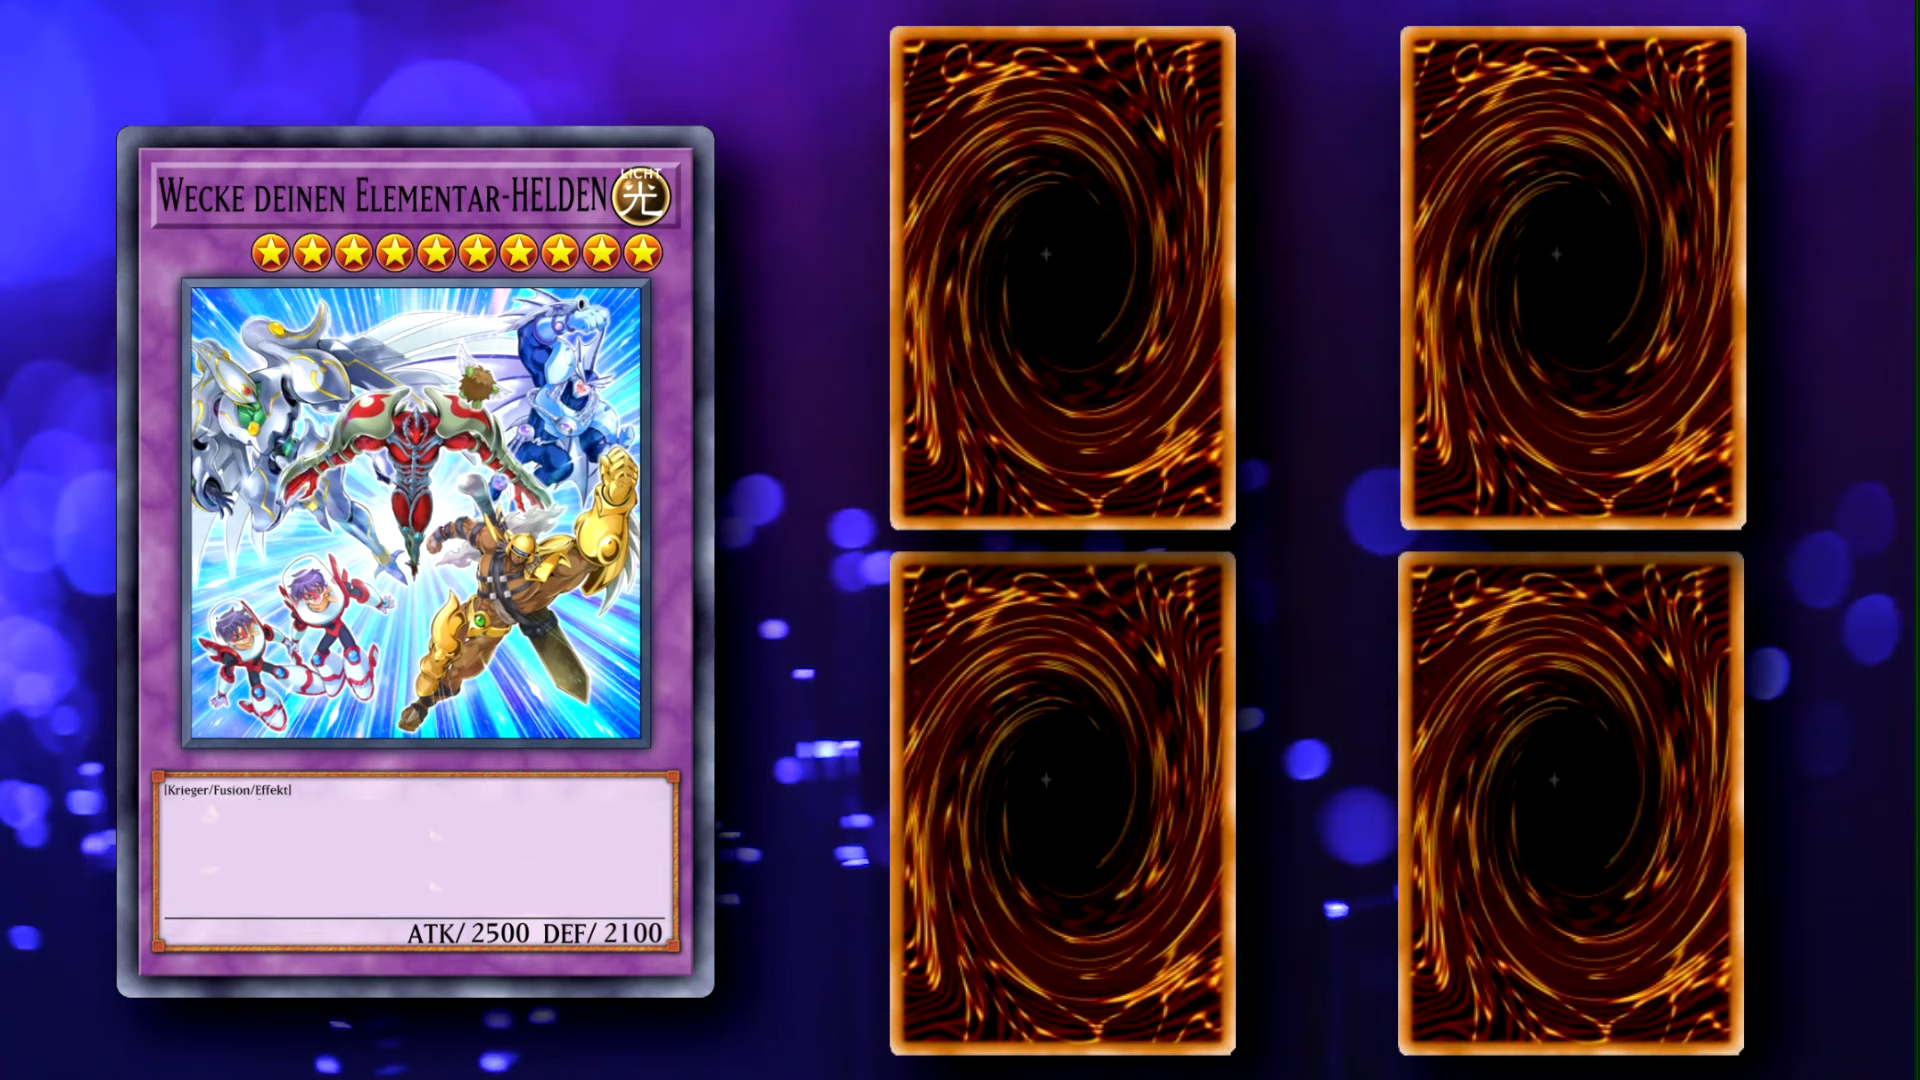 WECKE DEINEN ELEMENTAR-HELDEN
LICHT
光
[Krieger/Fusion/Effekt]
ATK/ 2500 DEF/ 2100